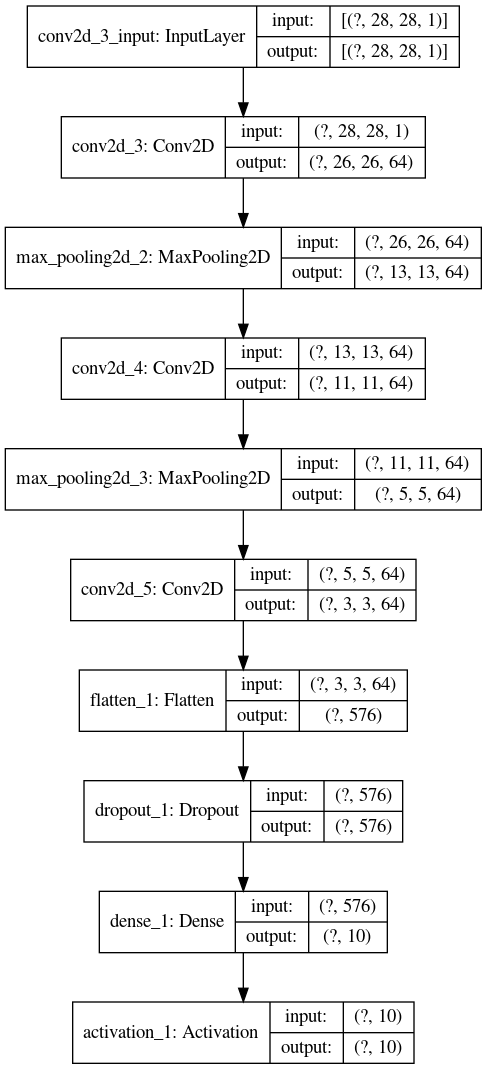 conv2d_3_input: InputLayer
input: [(?, 28, 28, 1)]
output: [(?, 28, 28, 1)]
conv2d_3: Conv2D
input: (?, 28, 28, 1)
output: (?, 26, 26, 64)
max_pooling2d_2: MaxPooling2D
input: (?, 26, 26, 64)
output: (?, 13, 13, 64)
conv2d_4: Conv2D
input: (?, 13, 13, 64)
output: (?, 11, 11, 64)
max_pooling2d_3: MaxPooling2D
input: (?, 11, 11, 64)
output: (?, 5, 5, 64)
conv2d_5: Conv2D
input: (?, 5, 5, 64)
output: (?, 3, 3, 64)
flatten_1: Flatten
input: (?, 3, 3, 64)
output: (?, 576)
dropout_1: Dropout
input: (?, 576)
output: (?, 576)
dense_1: Dense
input: (?, 576)
output: (?, 10)
activation_1: Activation
input: (?, 10)
output: (?, 10)